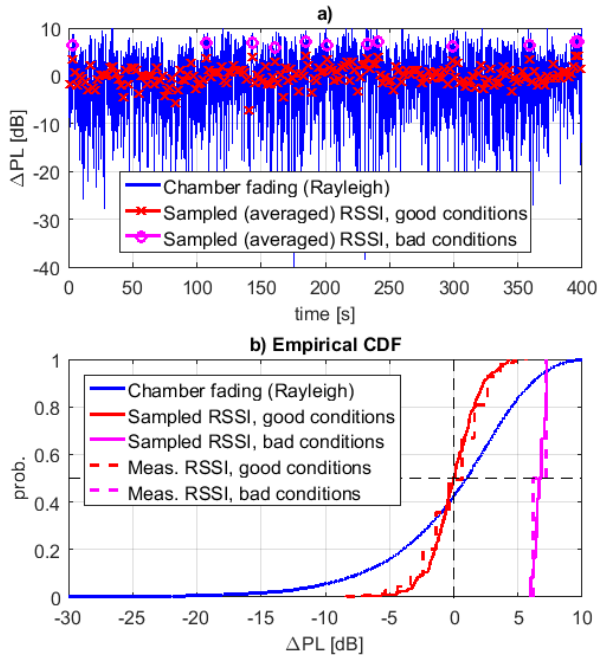 a)
10
0
-10
-20
-30
-40
ΔPL [dB]
Chamber fading (Rayleigh)
Sampled (averaged) RSSI, good conditions
Sampled (averaged) RSSI, bad conditions
0 50 100 150 200 250 300 350 400
time [s]
b) Empirical CDF
1
0.8
0.6
0.4
0.2
0
prob.
Chamber fading (Rayleigh)
Sampled RSSI, good conditions
Sampled RSSI, bad conditions
Meas. RSSI, good conditions
Meas. RSSI, bad conditions
-30 -25 -20 -15 -10 -5 0 5 10
ΔPL [dB]